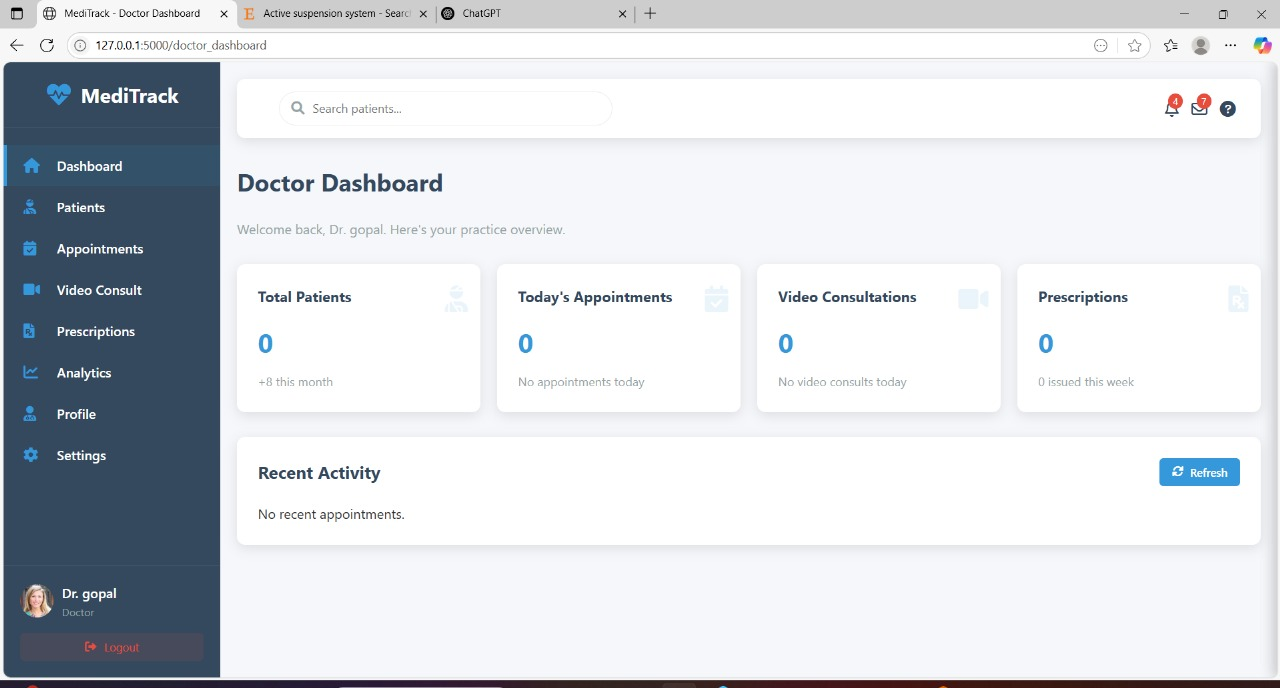 MediTrack - Doctor Dashboard
Active suspension system - Searc
ChatGPT
127.0.0.1:5000/doctor_dashboard
MediTrack
Search patients...
4
7
?
Dashboard
Patients
Appointments
Video Consult
Prescriptions
Analytics
Profile
Settings
Dr. gopal
Doctor
Logout
Doctor Dashboard
Welcome back, Dr. gopal. Here's your practice overview.
Total Patients
0
+8 this month
Today's Appointments
0
No appointments today
Video Consultations
0
No video consults today
Prescriptions
0
0 issued this week
Recent Activity
Refresh
No recent appointments.